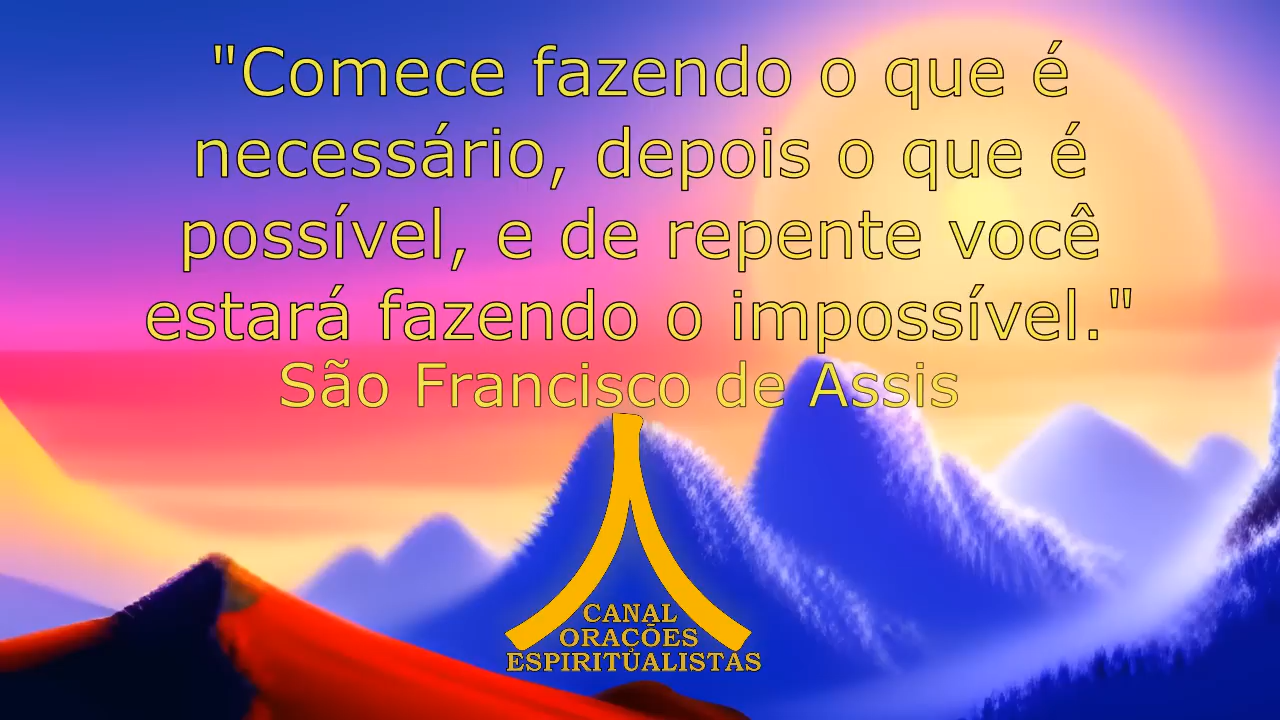 "Comece fazendo o que é
necessário, depois o que é
possível, e de repente você
estará fazendo o impossível."
São Francisco de Assis
CANAL
ORAÇÕES
ESPIRITUALISTAS